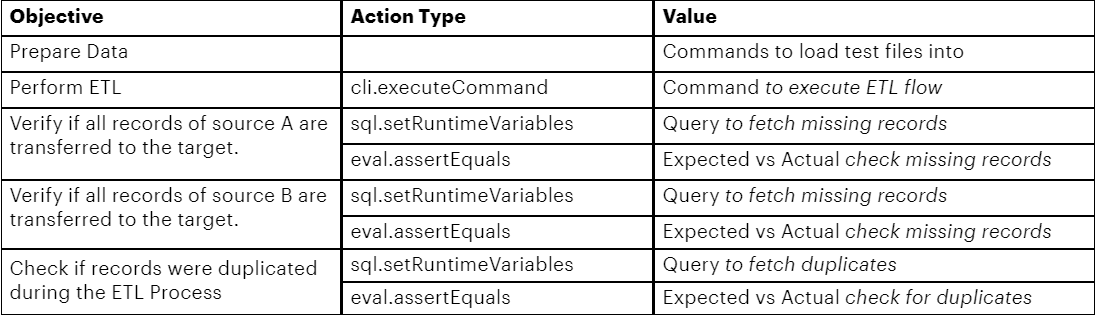 Objective Action Type Value
Prepare Data Commands to load test files into
Perform ETL cli.executeCommand Command to execute ETL flow
Verify if all records of source A are transferred to the target. sql.setRuntimeVariables Query to fetch missing records
eval.assertEquals Expected vs Actual check missing records
Verify if all records of source B are transferred to the target. sql.setRuntimeVariables Query to fetch missing records
eval.assertEquals Expected vs Actual check missing records
Check if records were duplicated during the ETL Process sql.setRuntimeVariables Query to fetch duplicates
eval.assertEquals Expected vs Actual check for duplicates